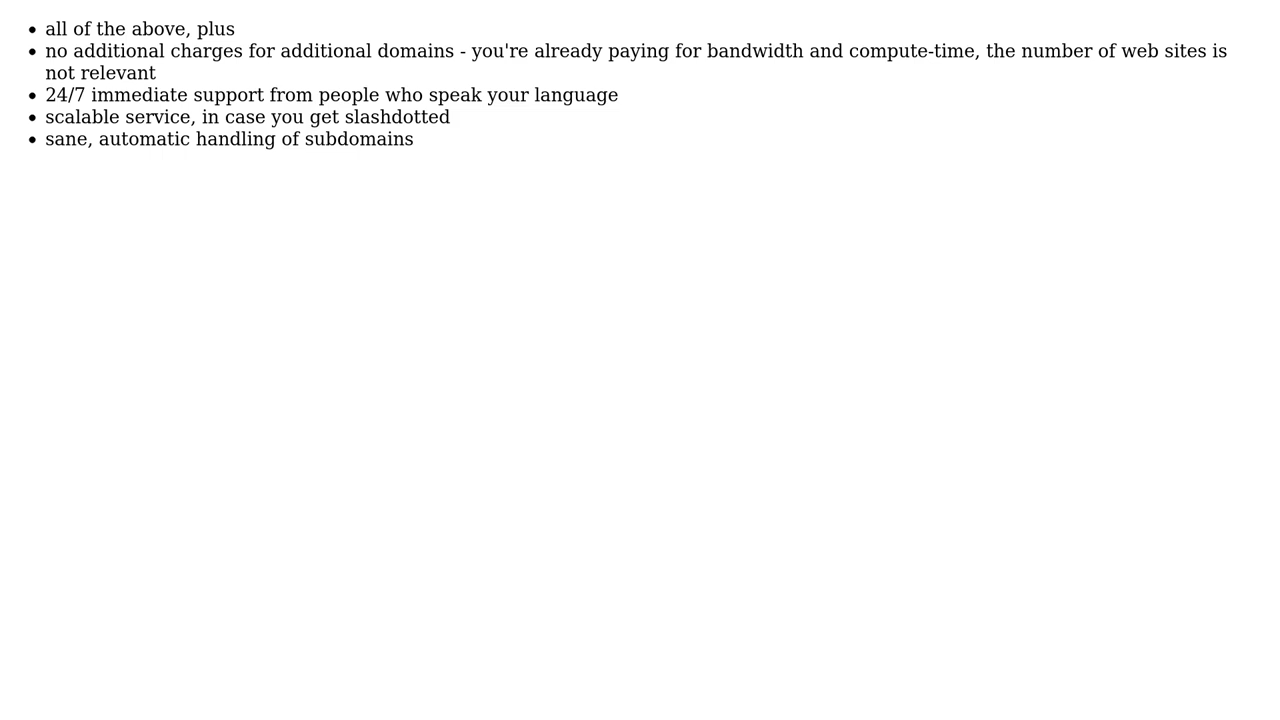 all of the above, plus
no additional charges for additional domains - you're already paying for bandwidth and compute-time, the number of web sites is
not relevant
24/7 immediate support from people who speak your language
scalable service, in case you get slashdotted
sane, automatic handling of subdomains